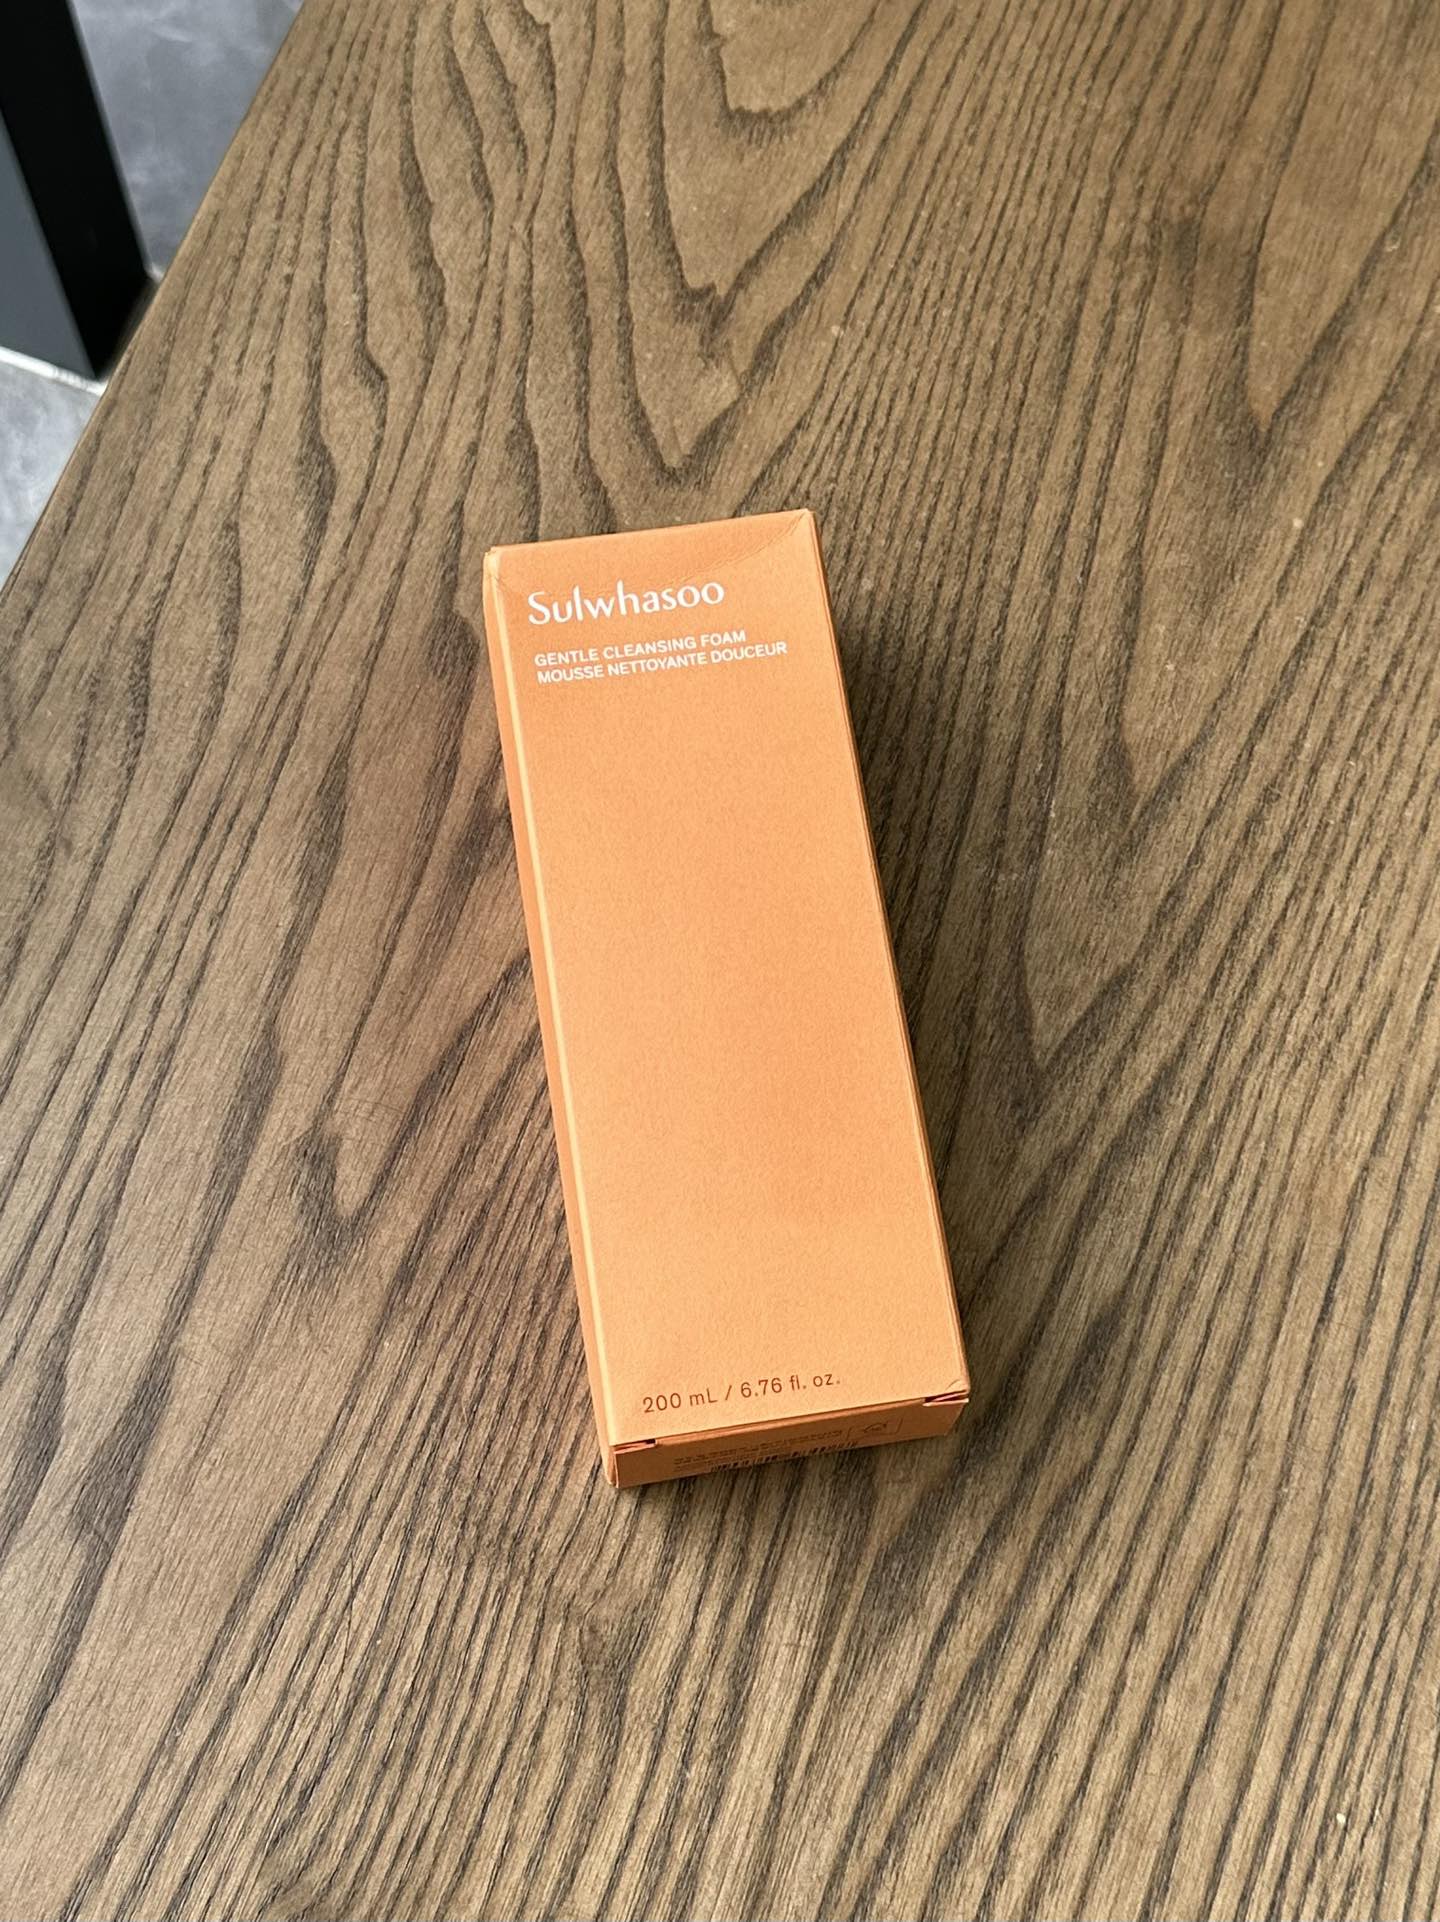 Sulwhasoo
GENTLE CLEANSING FOAM
MOUSSE NETTOYANTE DOUCEUR
200 mL / 6.76 fl. oz.